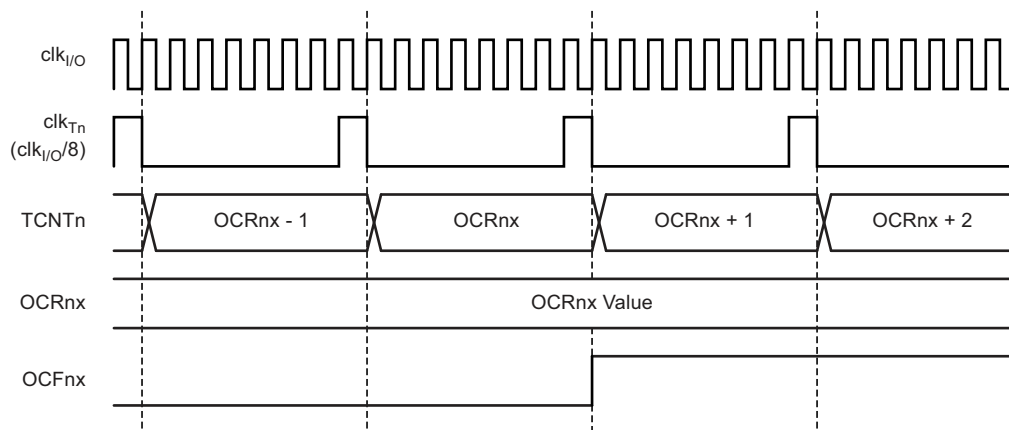 clkI/O
clkTn
(clkI/O/8)
TCNTn
OCRnx - 1
OCRnx
OCRnx + 1
OCRnx + 2
OCRnx
OCRnx Value
OCFnx